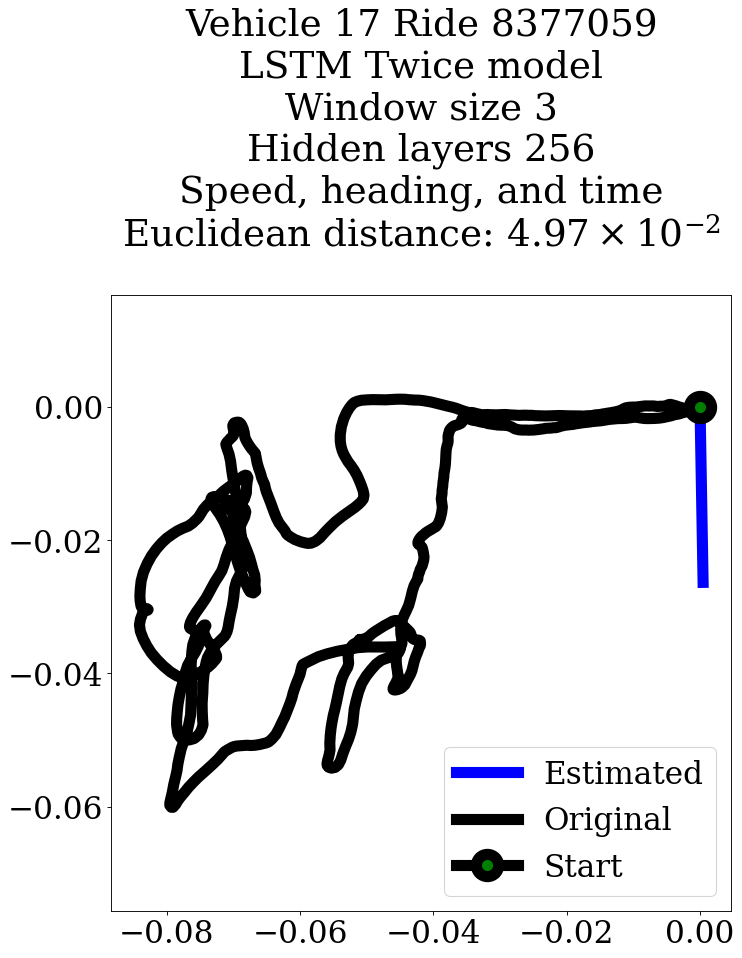 Vehicle 17 Ride 8377059
LSTM Twice model
Window size 3
Hidden layers 256
Speed, heading, and time
Euclidean distance: 4.97 × 10⁻²
0.00
−0.02
−0.04
−0.06
Estimated
Original
Start
−0.08 −0.06 −0.04 −0.02 0.00